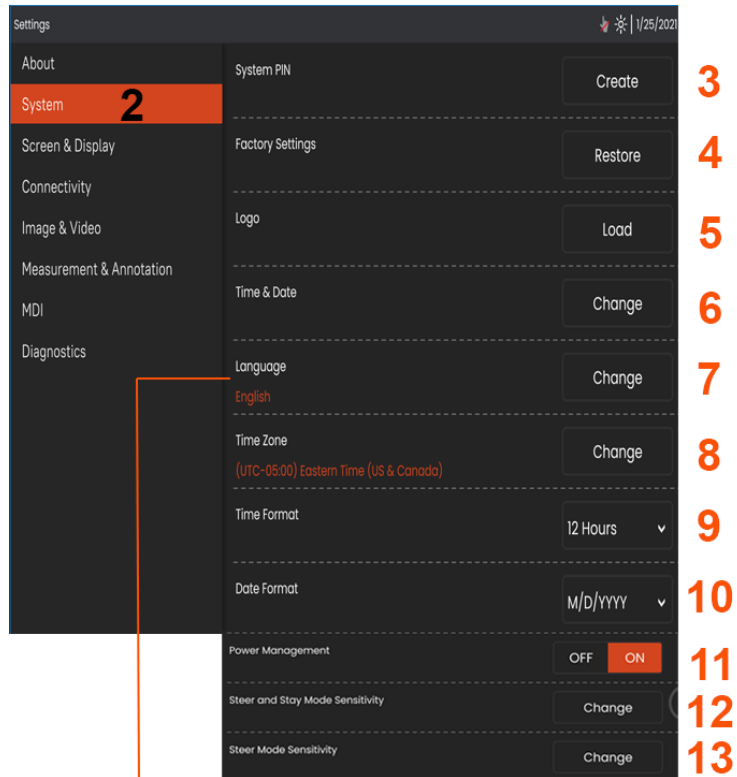 Settings
1/25/2021
About
System 2
Screen & Display
Connectivity
Image & Video
Measurement & Annotation
MDI
Diagnostics
System PIN Create 3
Factory Settings Restore 4
Logo Load 5
Time & Date Change 6
Language
English
Change 7
Time Zone
(UTC-05:00) Eastern Time (US & Canada)
Change 8
Time Format 12 Hours 9
Date Format M/D/YYYY 10
Power Management OFF ON 11
Steer and Stay Mode Sensitivity Change 12
Steer Mode Sensitivity Change 13